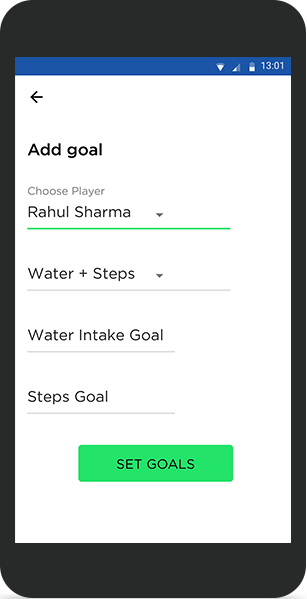 13:01
Add goal
Choose Player
Rahul Sharma
Water + Steps
Water Intake Goal
Steps Goal
SET GOALS